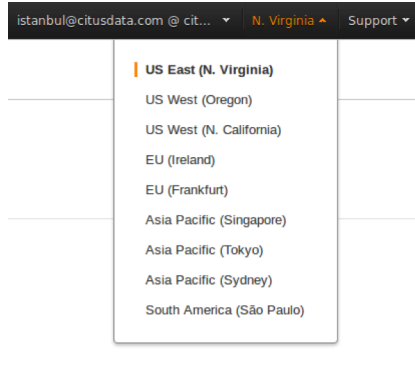 istanbul@citusdata.com @ cit... N. Virginia Support
US East (N. Virginia)
US West (Oregon)
US West (N. California)
EU (Ireland)
EU (Frankfurt)
Asia Pacific (Singapore)
Asia Pacific (Tokyo)
Asia Pacific (Sydney)
South America (São Paulo)